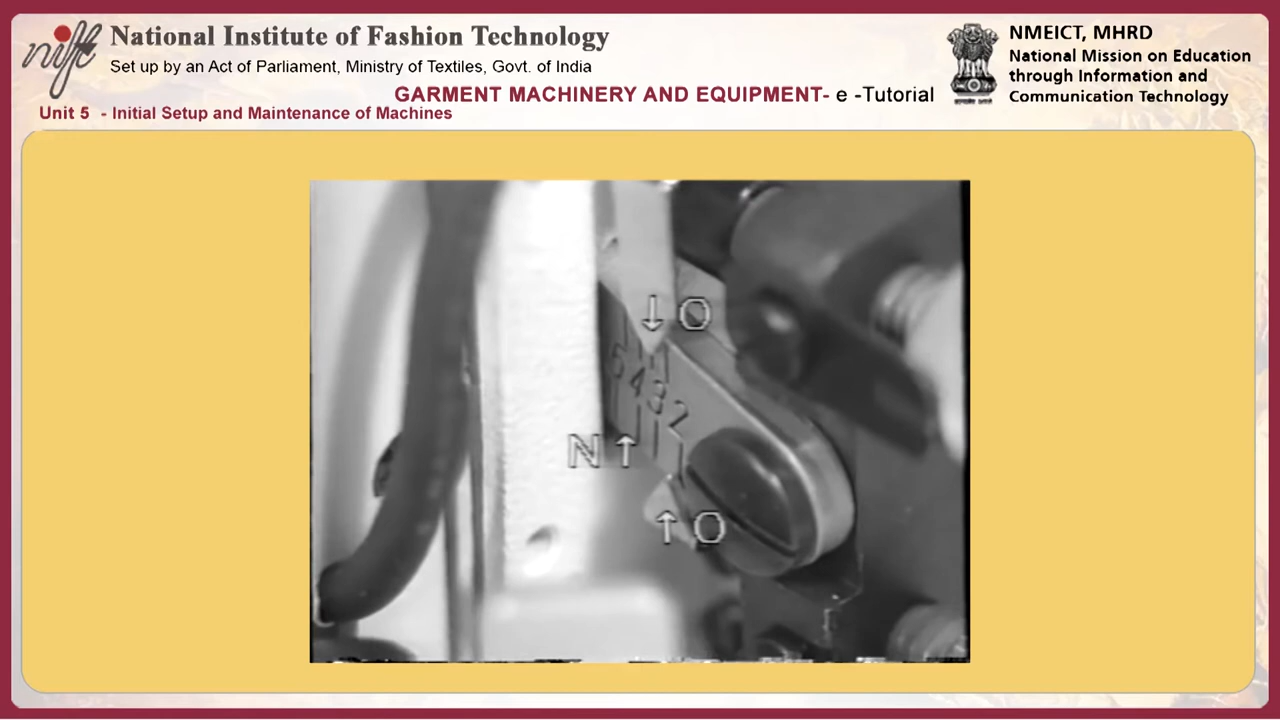 nift
National Institute of Fashion Technology
Set up by an Act of Parliament, Ministry of Textiles, Govt. of India
NMEICT, MHRD
National Mission on Education
through Information and
Communication Technology
GARMENT MACHINERY AND EQUIPMENT- e -Tutorial
Unit 5 - Initial Setup and Maintenance of Machines
↓ O
5 4 3 2
N ↑
↑ O